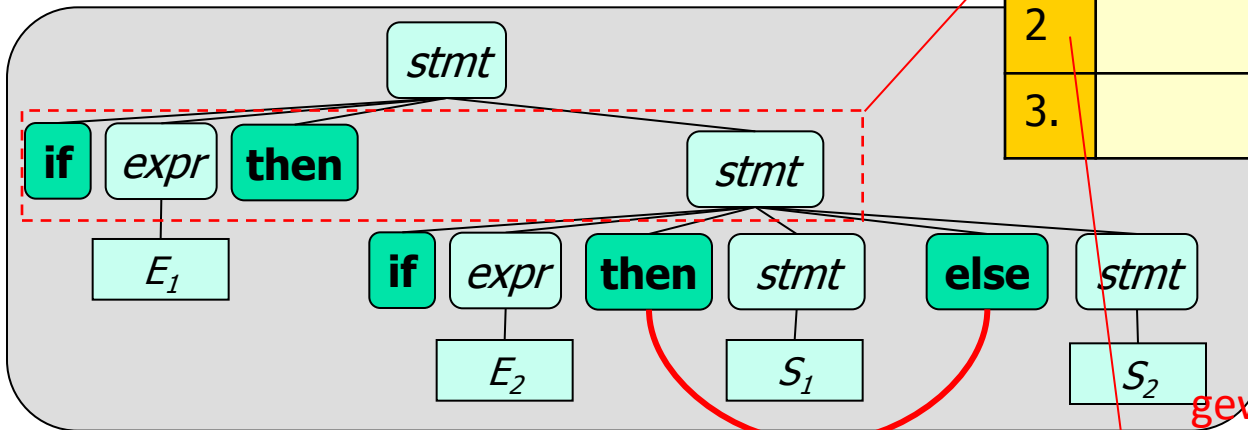 2
3.
stmt
if expr then stmt
E1
if expr then stmt else stmt
E2 S1 S2